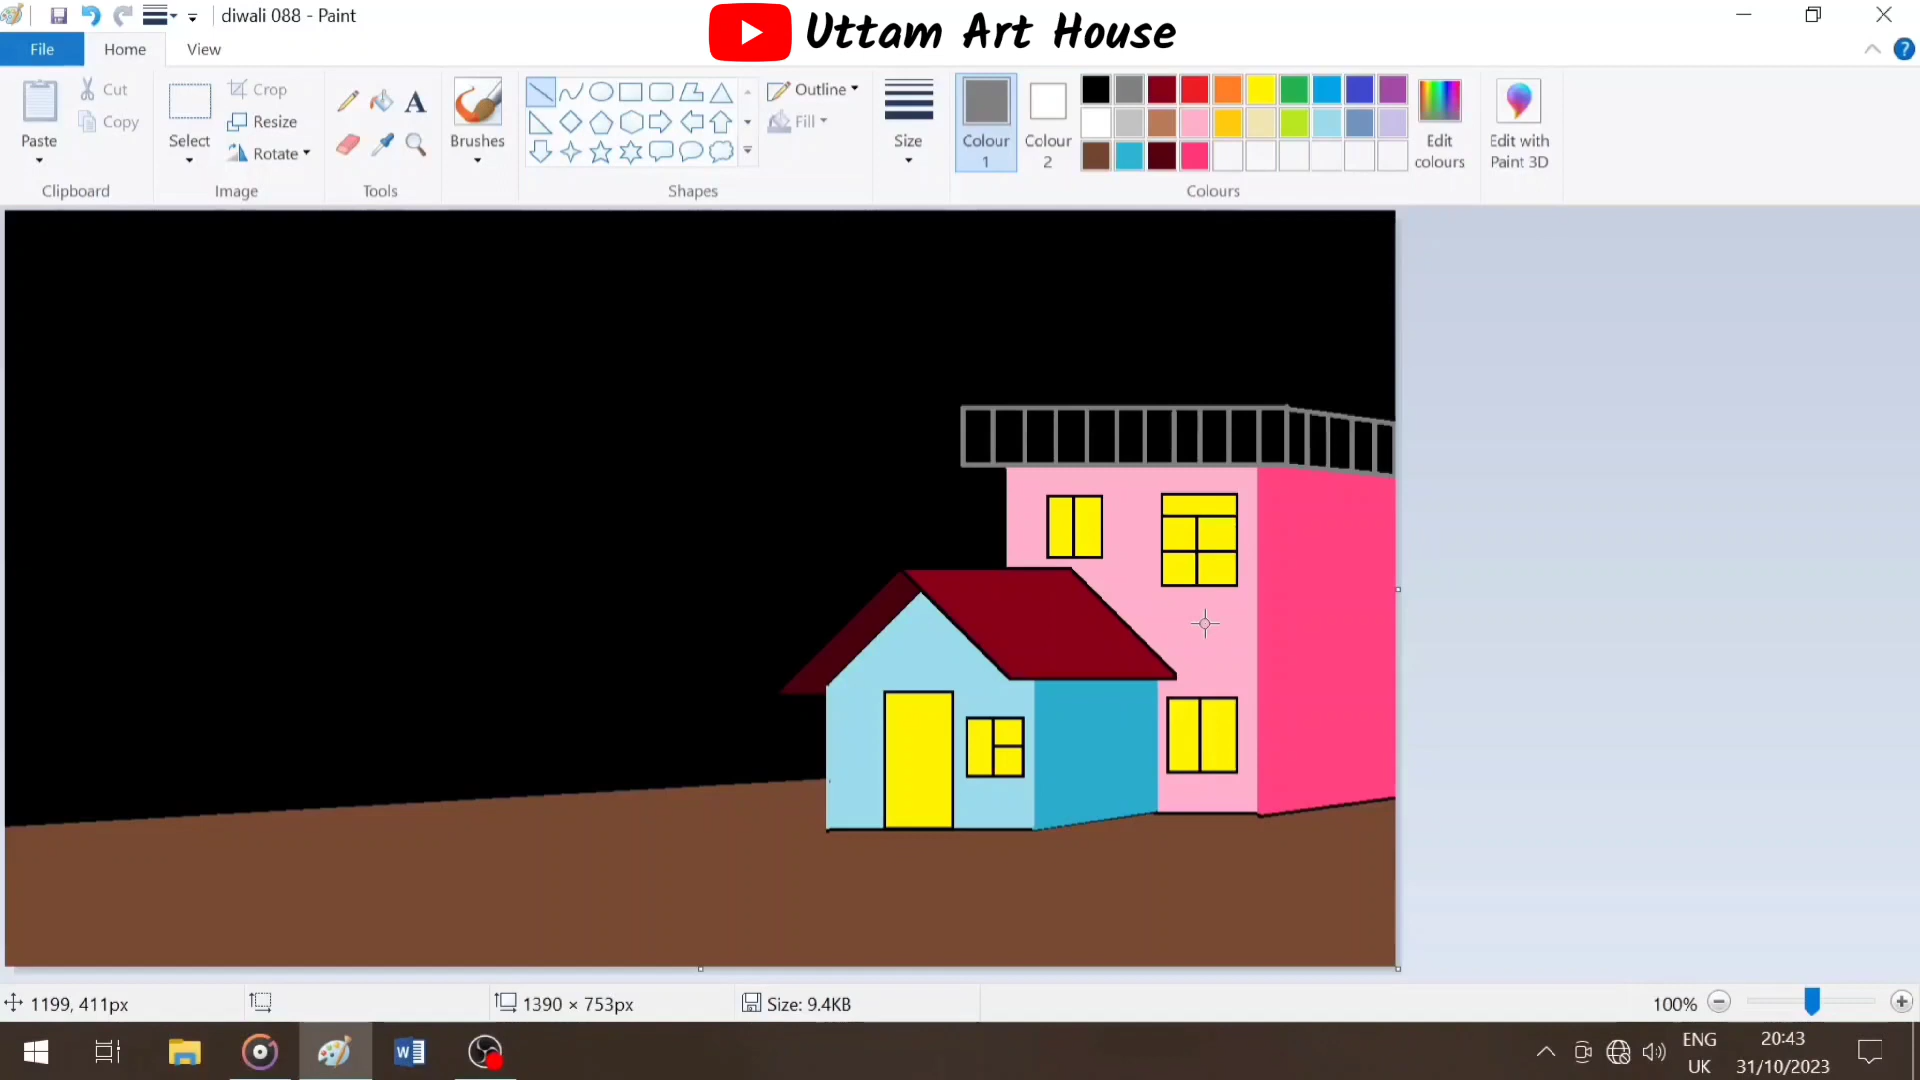 diwali 088 - Paint
Uttam Art House
File
Home
View
Paste
Cut
Copy
Clipboard
Select
Crop
Resize
Rotate
Image
A
Tools
Brushes
Outline
Fill
Shapes
Size
Colour
1
Colour
2
Colours
Edit
colours
Edit with
Paint 3D
1199, 411px
1390 × 753px
Size: 9.4KB
100%
W
ENG
UK
20:43
31/10/2023